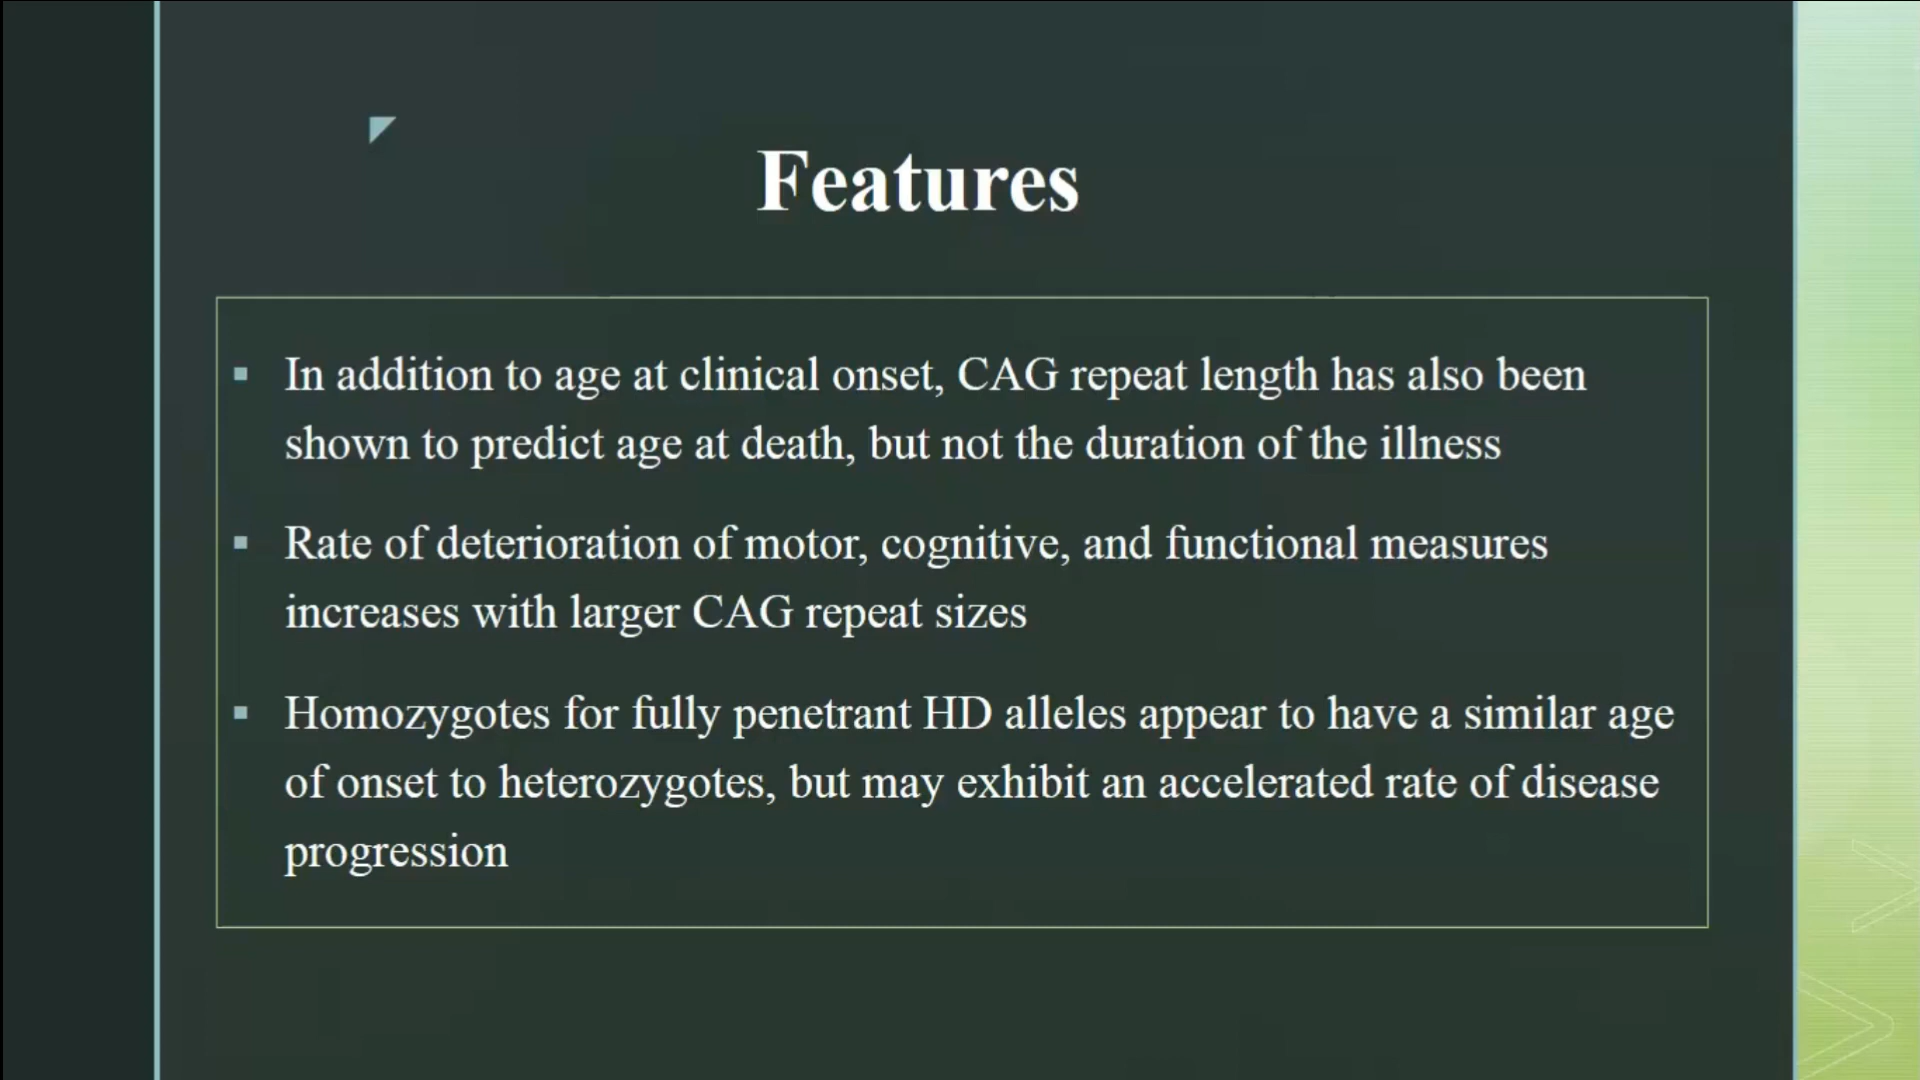 Features
In addition to age at clinical onset, CAG repeat length has also been
shown to predict age at death, but not the duration of the illness
Rate of deterioration of motor, cognitive, and functional measures
increases with larger CAG repeat sizes
Homozygotes for fully penetrant HD alleles appear to have a similar age
of onset to heterozygotes, but may exhibit an accelerated rate of disease
progression